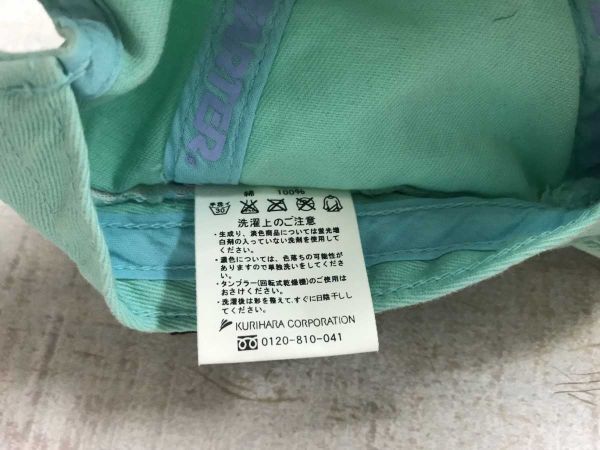 ARTER.
綿 100%
手洗イ
30
洗濯上のご注意
・生成り、淡色商品については蛍光増
白剤の入っていない洗剤を使用して
ください。
・濃色については、色落ちの可能性が
ありますので単独洗いをしてくださ
い。
・タンブラー(回転式乾燥機)のご使用は
おさけください。
・洗濯後は形を整えて、すぐに日陰干しし
てください。
KURIHARA CORPORATION
0120-810-041